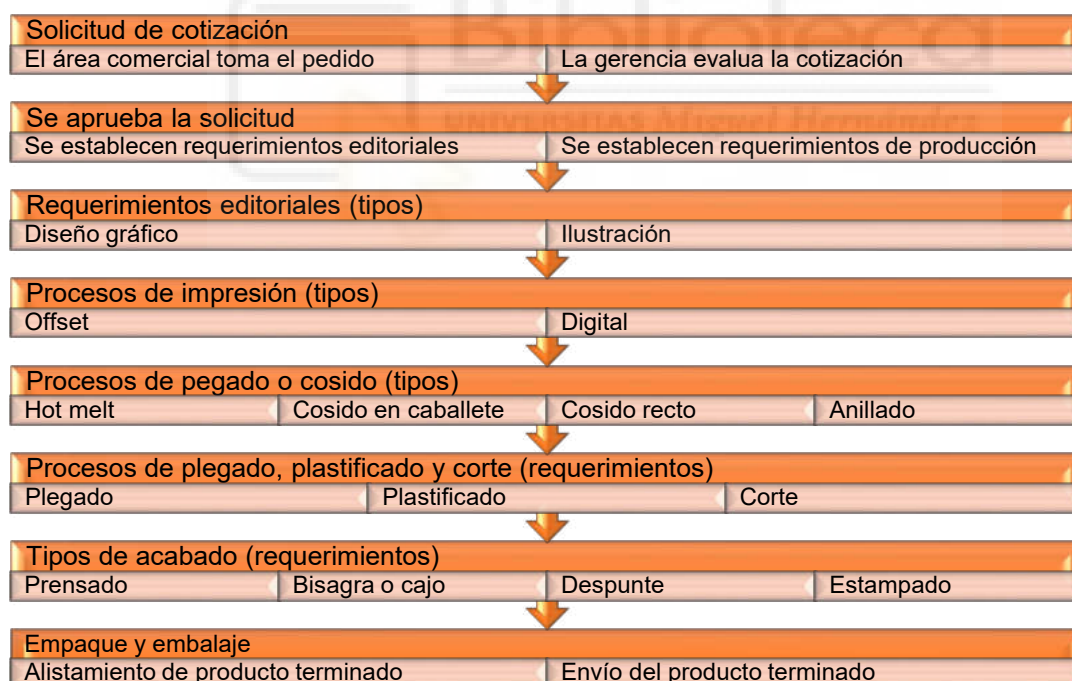 Biblioteca
UNIVERSITAS Miguel Hernández
Solicitud de cotización
El área comercial toma el pedido
La gerencia evalua la cotización
Se aprueba la solicitud
Se establecen requerimientos editoriales
Se establecen requerimientos de producción
Requerimientos editoriales (tipos)
Diseño gráfico
Ilustración
Procesos de impresión (tipos)
Offset
Digital
Procesos de pegado o cosido (tipos)
Hot melt
Cosido en caballete
Cosido recto
Anillado
Procesos de plegado, plastificado y corte (requerimientos)
Plegado
Plastificado
Corte
Tipos de acabado (requerimientos)
Prensado
Bisagra o cajo
Despunte
Estampado
Empaque y embalaje
Alistamiento de producto terminado
Envío del producto terminado